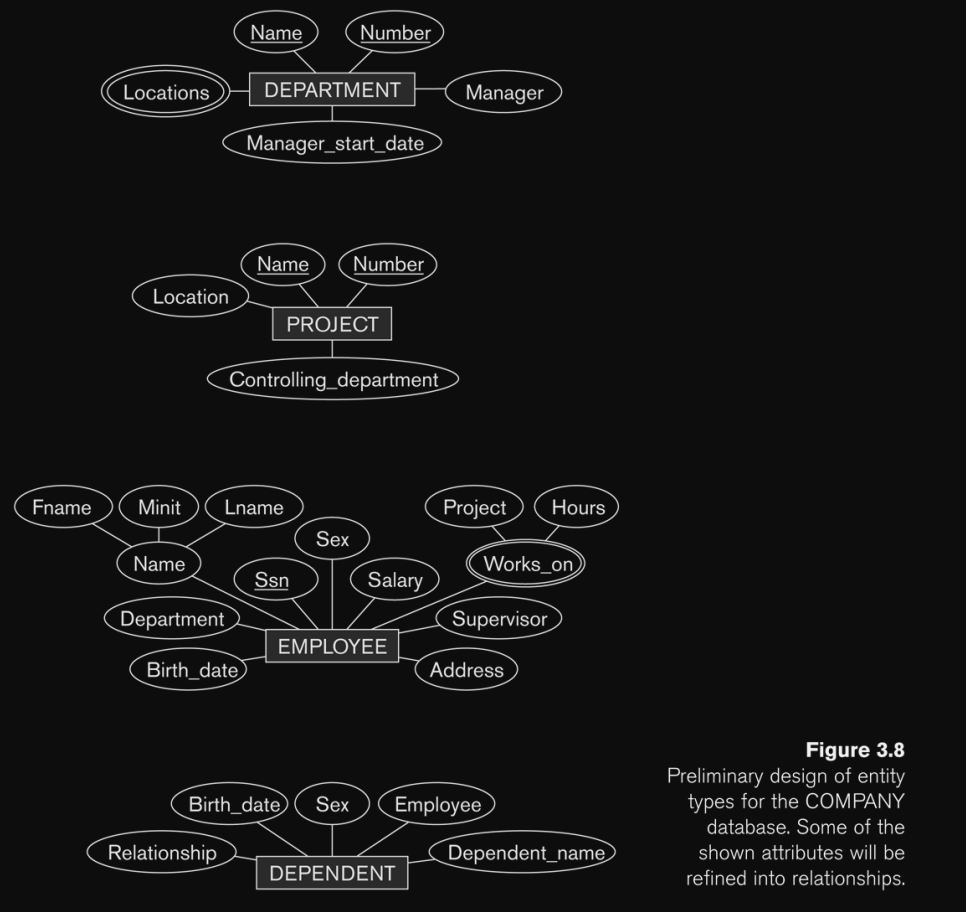 Name
Number
Locations
DEPARTMENT
Manager
Manager_start_date
Name
Number
Location
PROJECT
Controlling_department
Fname
Minit
Lname
Project
Hours
Sex
Name
Works_on
Ssn
Salary
Department
Supervisor
EMPLOYEE
Birth_date
Address
Figure 3.8
Preliminary design of entity
types for the COMPANY
database. Some of the
shown attributes will be
refined into relationships.
Birth_date
Sex
Employee
Relationship
Dependent_name
DEPENDENT